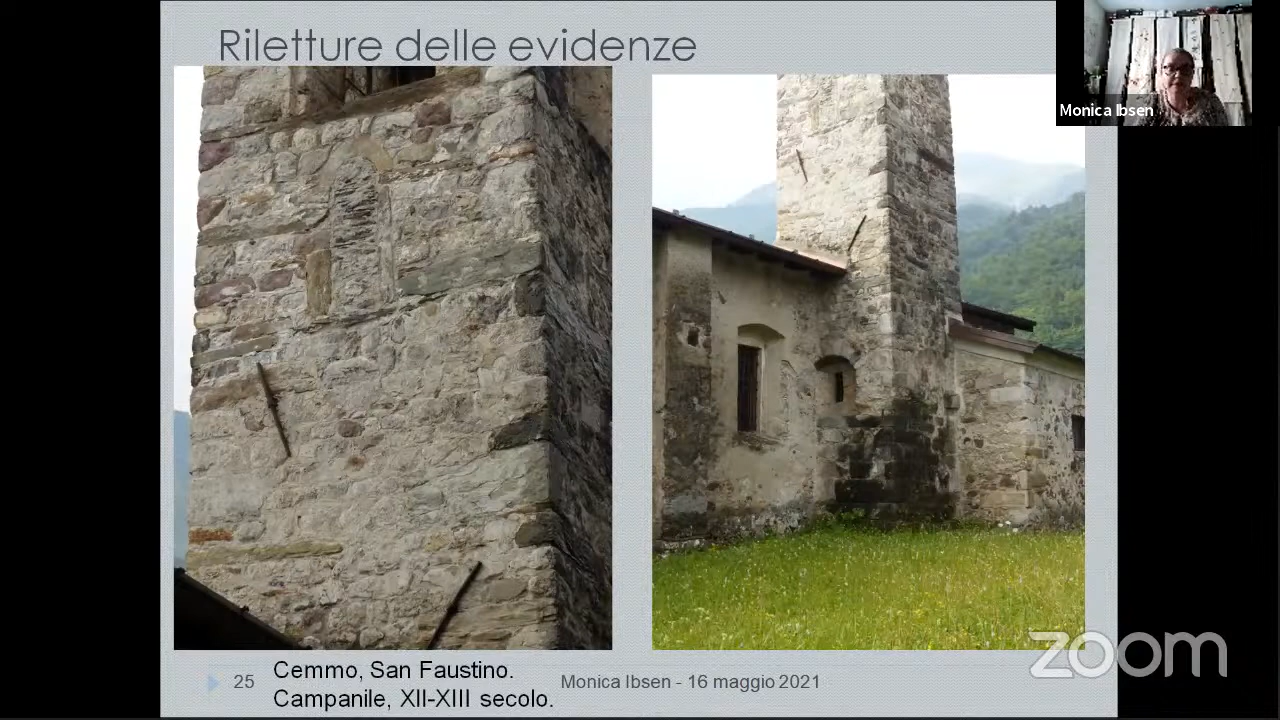 Riletture delle evidenze
Monica Ibsen
25
Cemmo, San Faustino.
Campanile, XII-XIII secolo.
Monica Ibsen - 16 maggio 2021
zoom